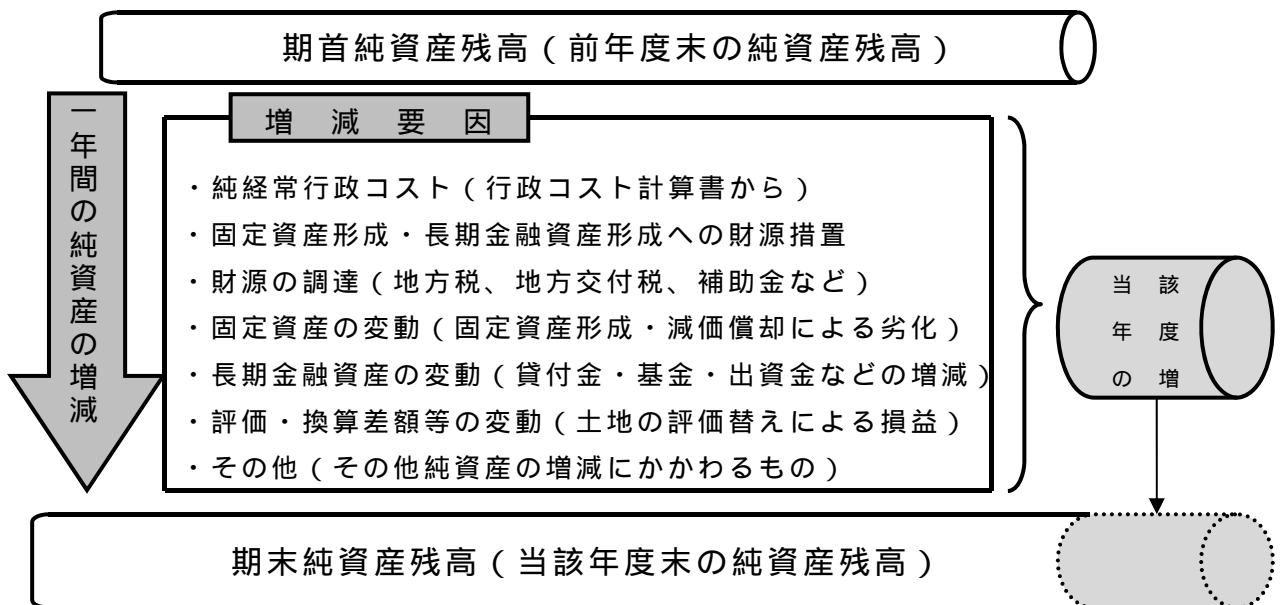 期首純資産残高(前年度末の純資産残高)
一年間の純資産の増減
増減要因
・純経常行政コスト(行政コスト計算書から)
・固定資産形成・長期金融資産形成への財源措置
・財源の調達(地方税、地方交付税、補助金など)
・固定資産の変動(固定資産形成・減価償却による劣化)
・長期金融資産の変動(貸付金・基金・出資金などの増減)
・評価・換算差額等の変動(土地の評価替えによる損益)
・その他(その他純資産の増減にかかわるもの)
当該
年度
の増
期末純資産残高(当該年度末の純資産残高)